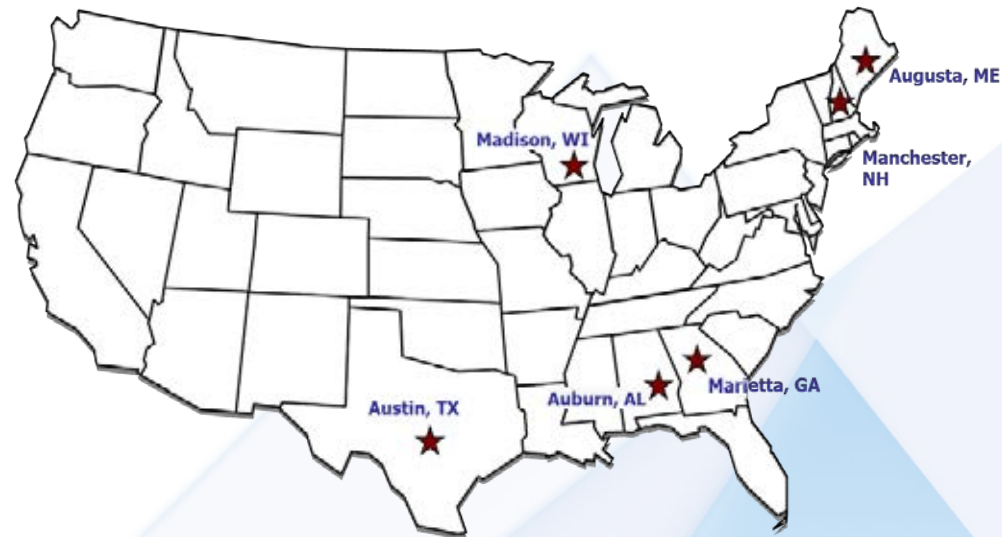 Augusta, ME
Madison, WI
Manchester,
NH
Marietta, GA
Auburn, AL
Austin, TX